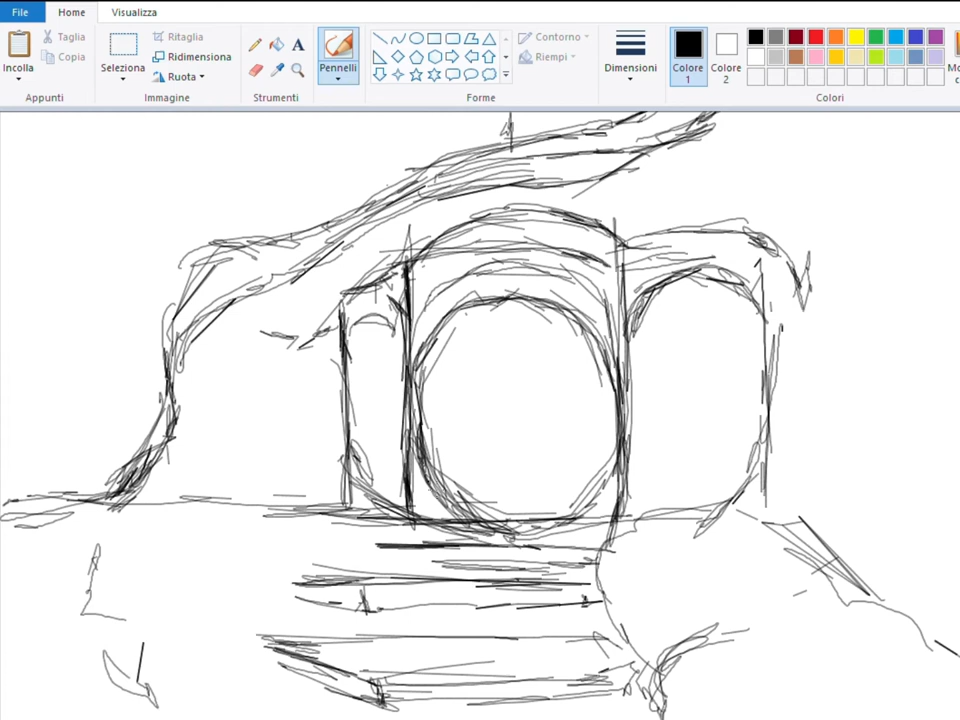 File Home Visualizza
Incolla
Taglia
Copia
Appunti
Seleziona
Ritaglia
Ridimensiona
Ruota
Immagine
A
Strumenti
Pennelli
Contorno
Riempi
Forme
Dimensioni
Colore
1
Colore
2
Colori